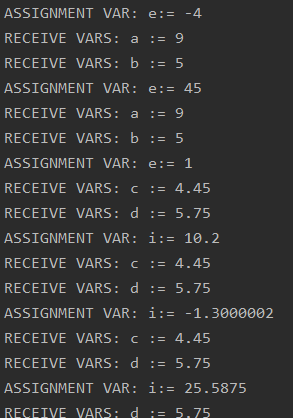 ASSIGNMENT VAR: e:= -4
RECEIVE VARS: a := 9
RECEIVE VARS: b := 5
ASSIGNMENT VAR: e:= 45
RECEIVE VARS: a := 9
RECEIVE VARS: b := 5
ASSIGNMENT VAR: e:= 1
RECEIVE VARS: c := 4.45
RECEIVE VARS: d := 5.75
ASSIGNMENT VAR: i:= 10.2
RECEIVE VARS: c := 4.45
RECEIVE VARS: d := 5.75
ASSIGNMENT VAR: i:= -1.3000002
RECEIVE VARS: c := 4.45
RECEIVE VARS: d := 5.75
ASSIGNMENT VAR: i:= 25.5875
RECEIVE VARS: d := 5.75